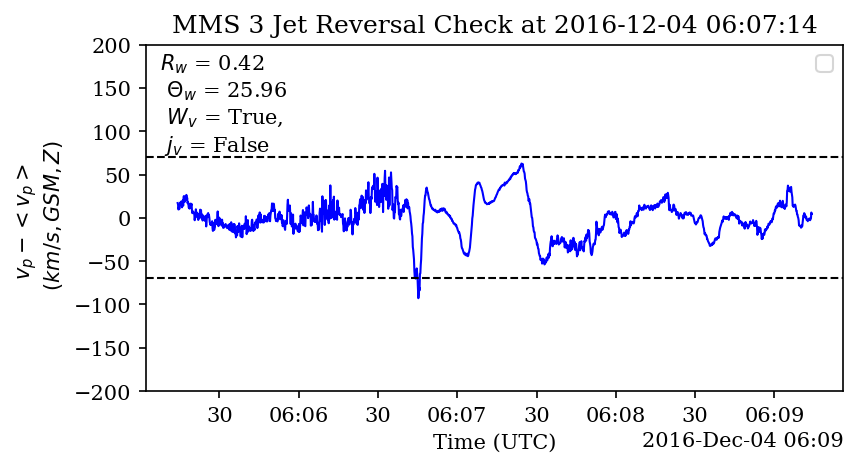 MMS 3 Jet Reversal Check at 2016-12-04 06:07:14
R_w = 0.42
Θ_w = 25.96
W_v = True,
j_v = False
v_p − < v_p >
(km/s, GSM, Z)
200
150
100
50
0
−50
−100
−150
−200
30 06:06 30 06:07 30 06:08 30 06:09
Time (UTC)
2016-Dec-04 06:09